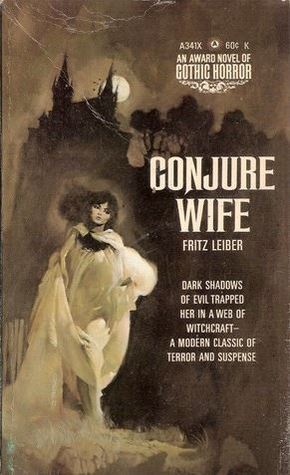 A341X 60¢ K
AN AWARD NOVEL OF
GOTHIC HORROR
CONJURE
WIFE
FRITZ LEIBER
DARK SHADOWS
OF EVIL TRAPPED
HER IN A WEB OF
WITCHCRAFT—
A MODERN CLASSIC OF
TERROR AND SUSPENSE